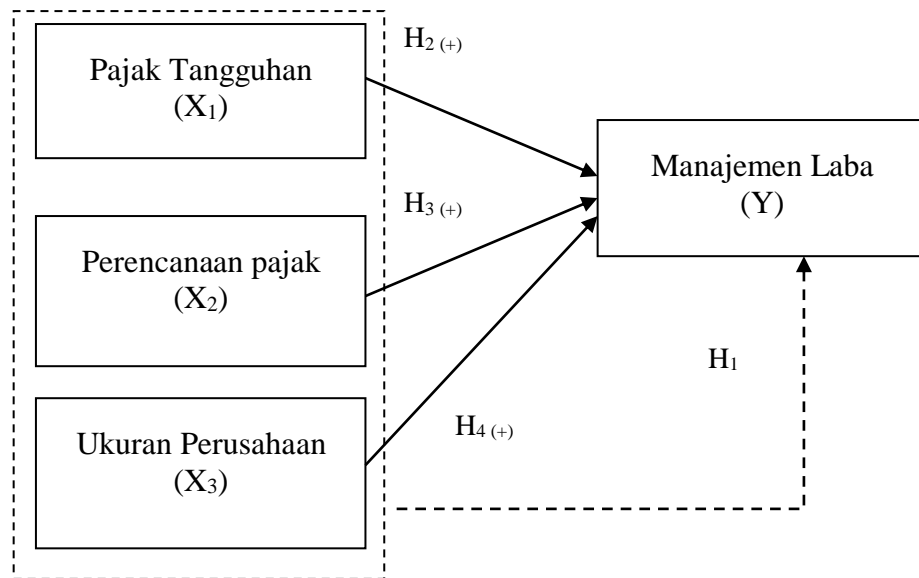 H₂ (+)
Pajak Tangguhan
(X₁)
Manajemen Laba
(Y)
H₃ (+)
Perencanaan pajak
(X₂)
H₁
H₄ (+)
Ukuran Perusahaan
(X₃)